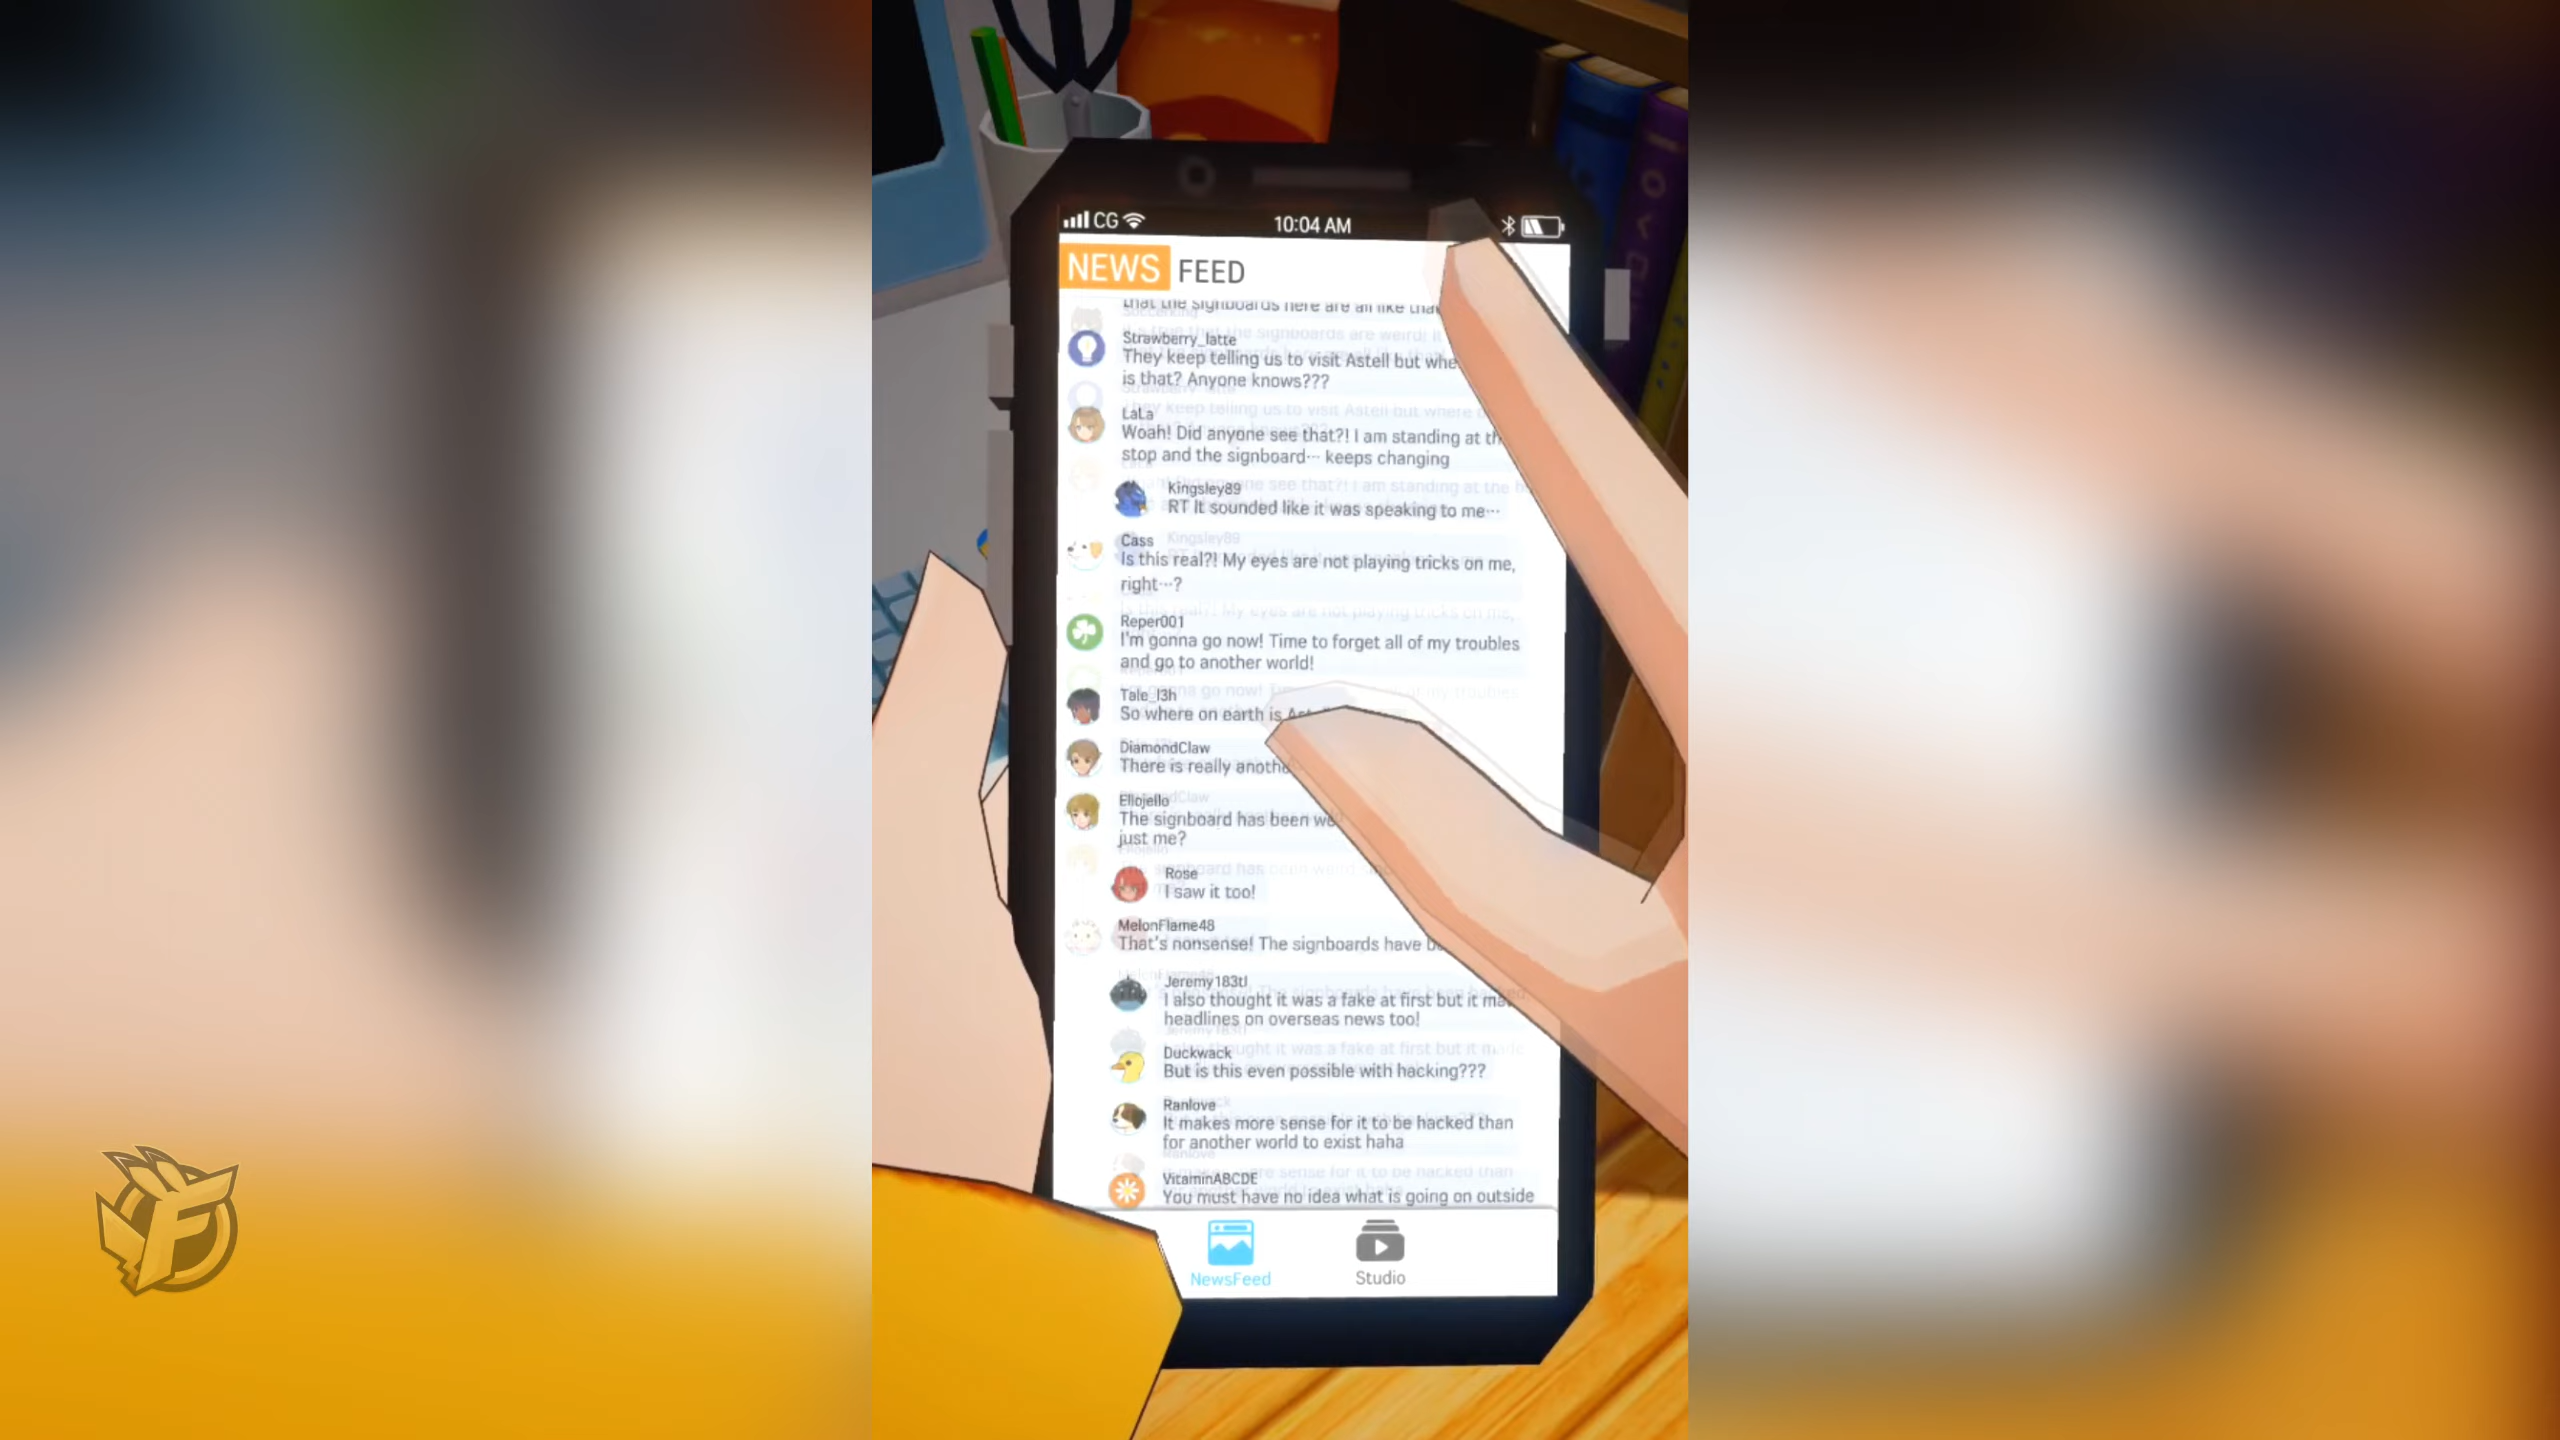 CG
10:04 AM
NEWS FEED
that the signboards here are all like
Strawberry_latte
They keep telling us to visit Astell but
is that? Anyone knows???
LaLa
Woah! Did anyone see that?! I am standing at
stop and the signboard··· keeps changing
Kingsley89
RT It sounded like it was speaking to me···
Cass
Is this real?! My eyes are not playing tricks on me,
right···?
Reper001
I'm gonna go now! Time to forget all of my troubles
and go to another world!
Tale_l3h
So where on earth is
DiamondClaw
There is really
Ellojello
The signboard has been
just me?
Rose
I saw it too!
MelonFlame48
That's nonsense! The signboards have
Jeremy183tl
I also thought it was a fake at first but it
headlines on overseas news too!
Duckwack
But is this even possible with hacking???
Ranlove
It makes more sense for it to be hacked than
for another world to exist haha
VitaminABCDE
You must have no idea what is going on outside
NewsFeed
Studio
F